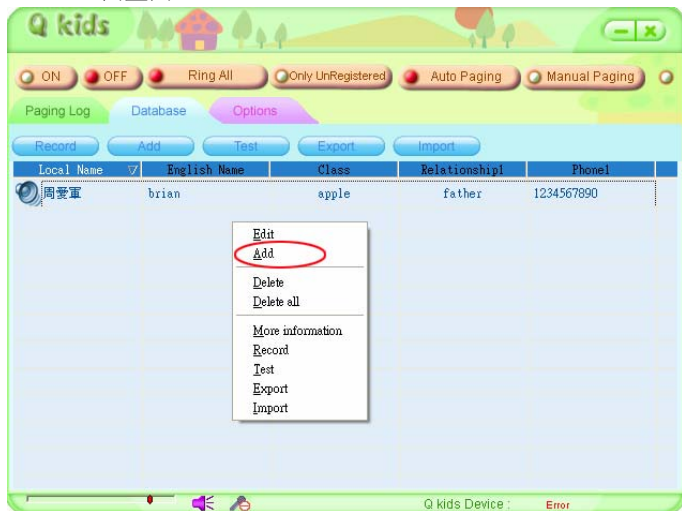 Q kids
ON OFF Ring All Only UnRegistered Auto Paging Manual Paging
Paging Log Database Options
Record Add Test Export Import
Local Name English Name Class Relationship1 Phone1
周愛軍 brian apple father 1234567890
Edit
Add
Delete
Delete all
More information
Record
Test
Export
Import
Q kids Device : Error